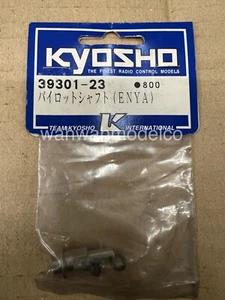 KYOSHO
THE FINEST RADIO CONTROL MODELS
39301-23 ●800
パイロットシャフト(ENYA)
wanwanmodelco
K
TEAM KYOSHO INTERNATIONAL